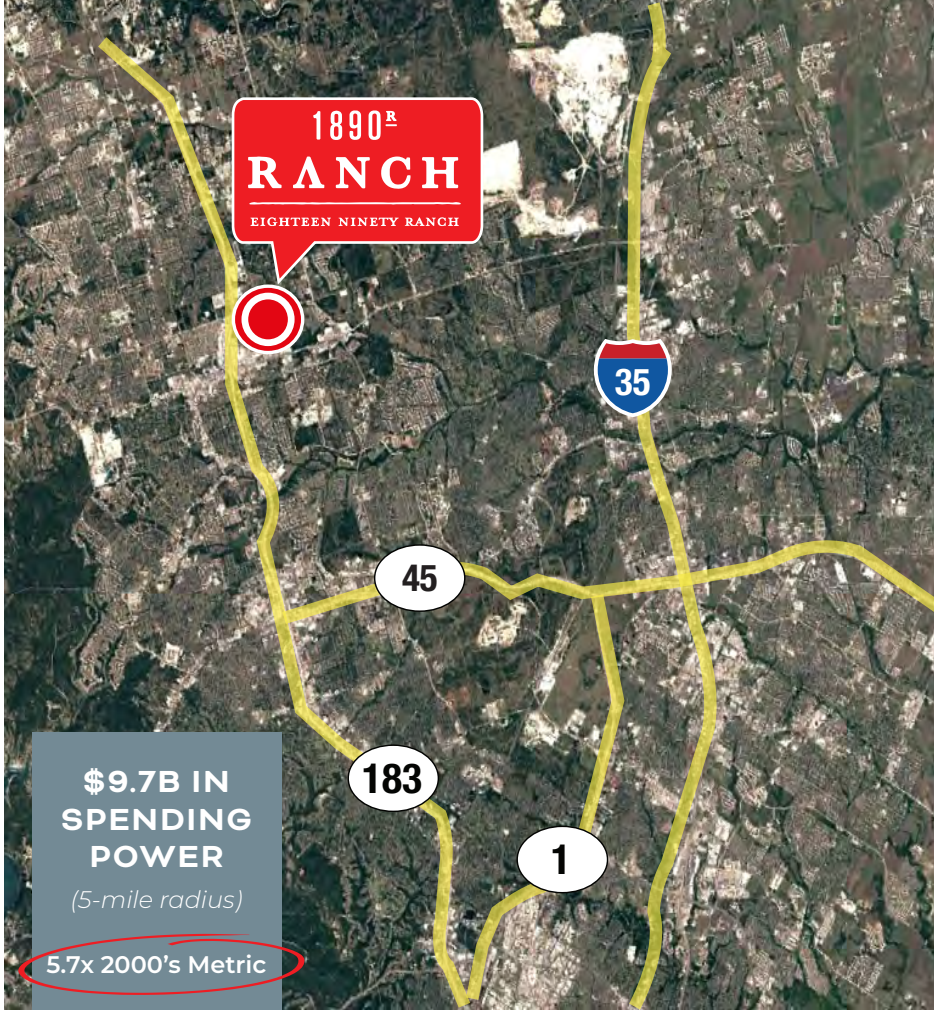 1890ᴿ
RANCH
EIGHTEEN NINETY RANCH
35
45
183
1
$9.7B IN
SPENDING
POWER
(5-mile radius)
5.7x 2000's Metric